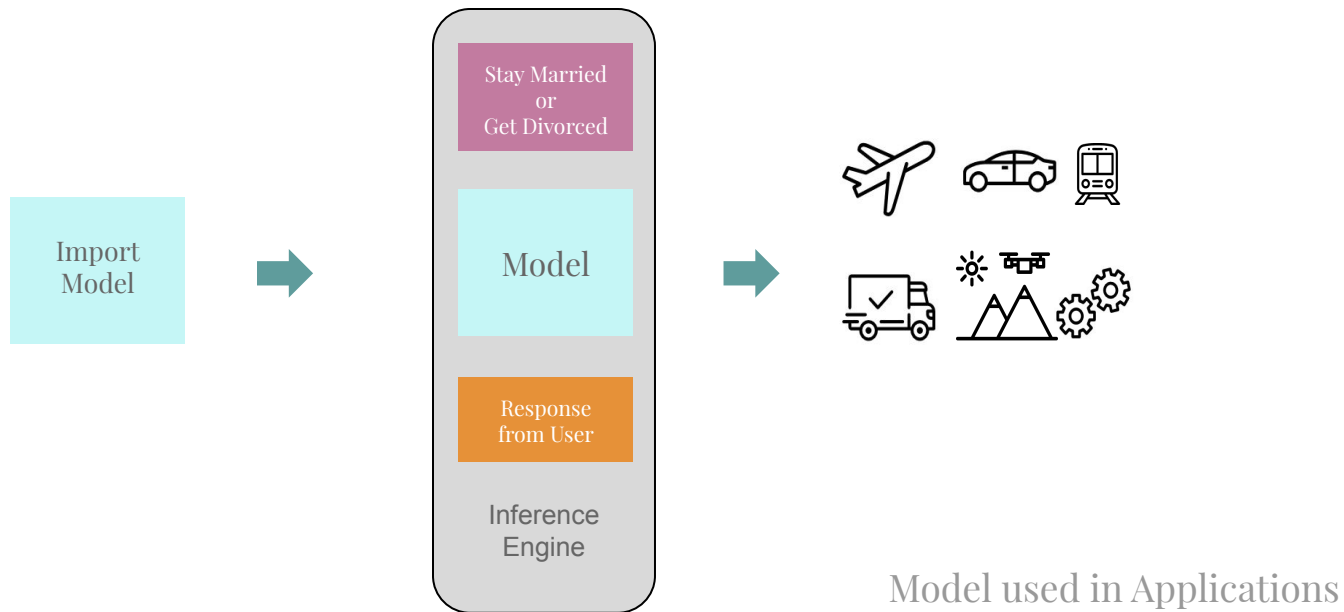 Stay Married
or
Get Divorced
Import
Model
Model
Response
from User
Inference
Engine
Model used in Applications